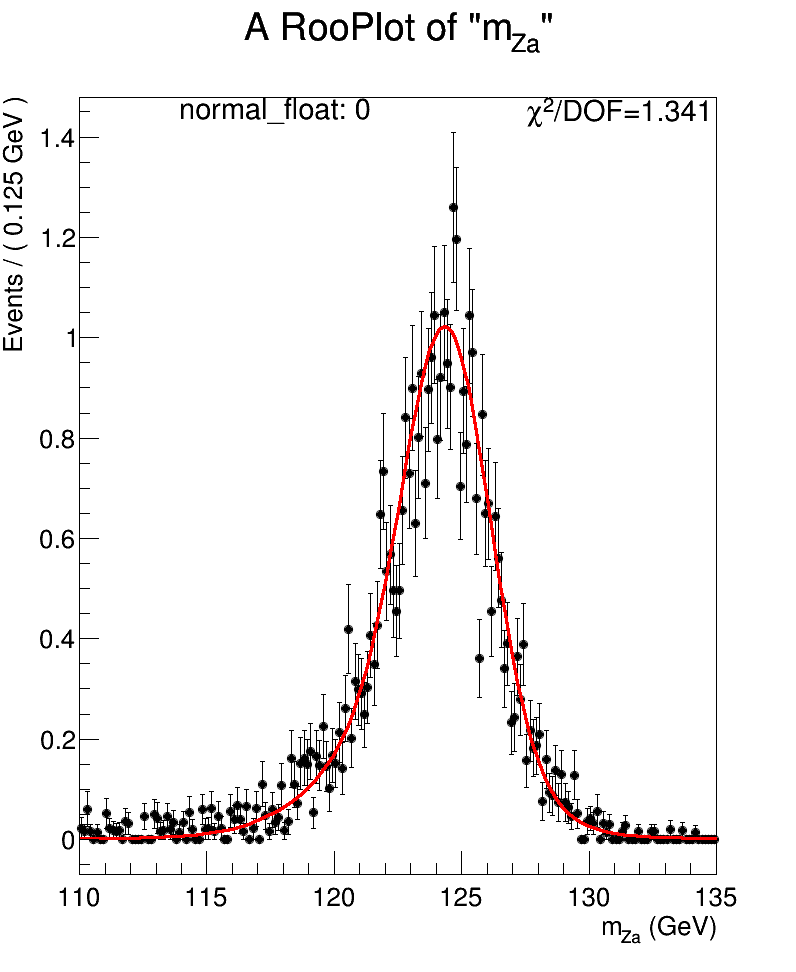 A RooPlot of "m_Za"
normal_float: 0
χ²/DOF=1.341
Events / ( 0.125 GeV )
1.4
1.2
1
0.8
0.6
0.4
0.2
0
110 115 120 125 130 135
m_Za (GeV)